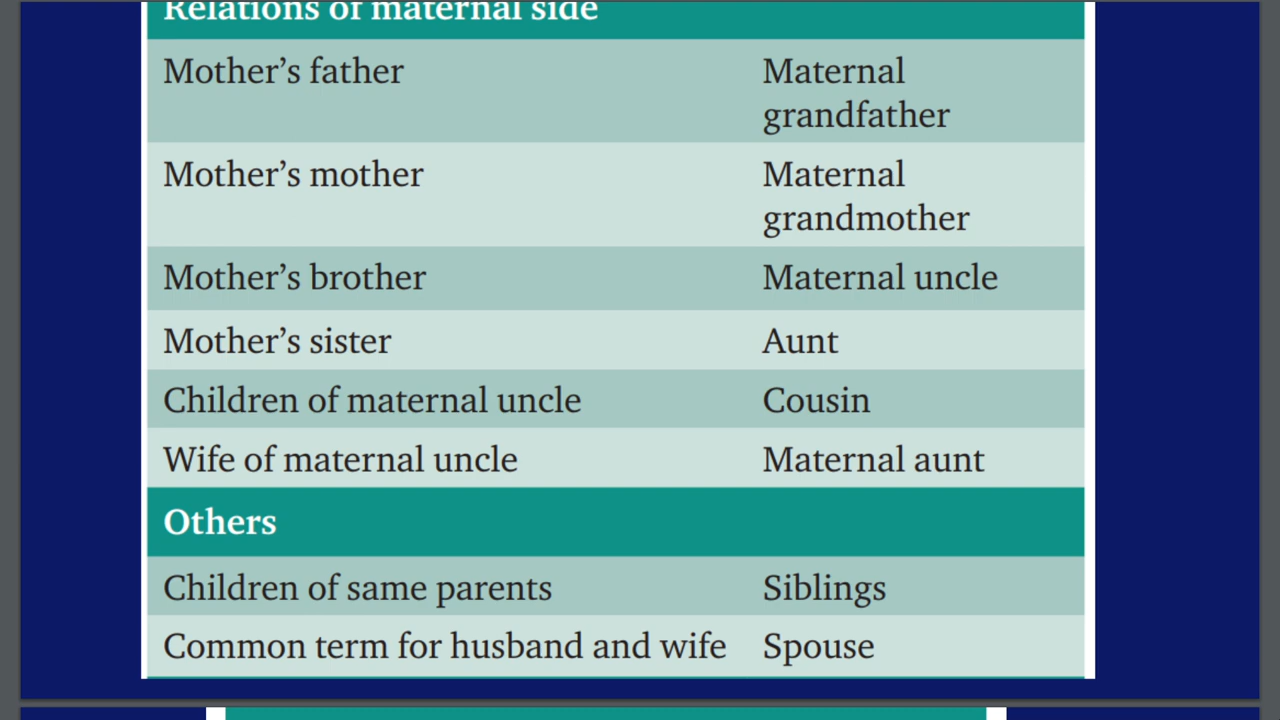 Relations of maternal side
Mother’s father Maternal
grandfather
Mother’s mother Maternal
grandmother
Mother’s brother Maternal uncle
Mother’s sister Aunt
Children of maternal uncle Cousin
Wife of maternal uncle Maternal aunt
Others
Children of same parents Siblings
Common term for husband and wife Spouse